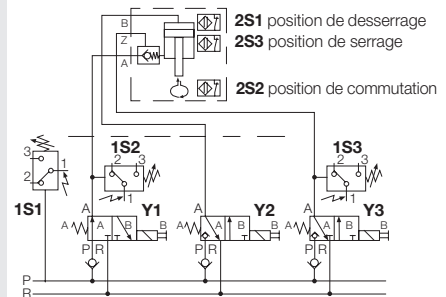 B
2S1 position de desserrage
Z
2S3 position de serrage
A
2S2 position de commutation
1S2
1S3
3
1
2
2 3
2 3
1
1
1S1
A Y1
A Y2
A Y3
A A B B
A A B B
A A B B
P R
P R
P R
P
R